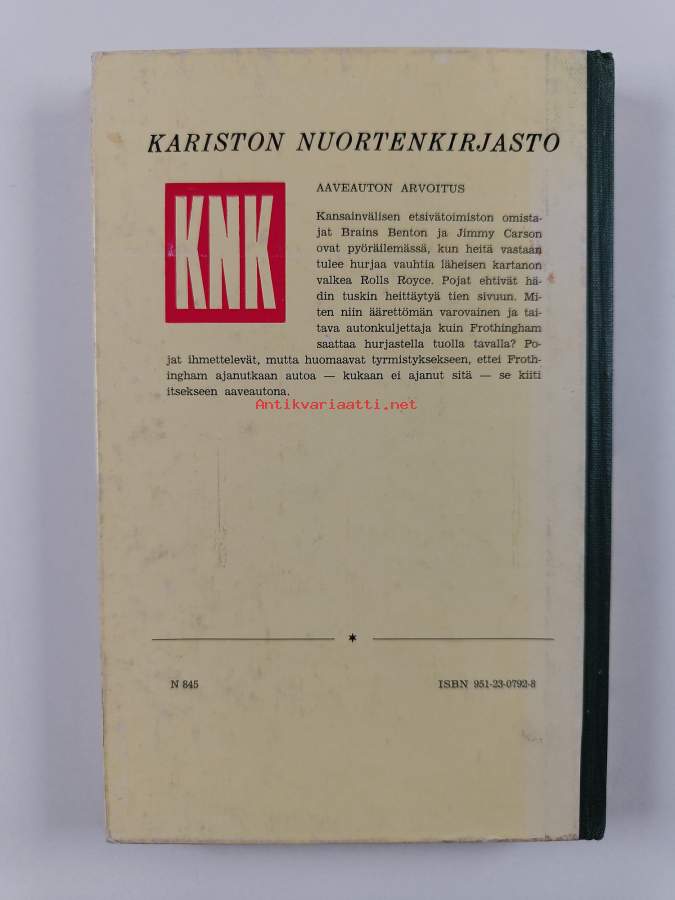 KARISTON NUORTENKIRJASTO
KNK
AAVEAUTON ARVOITUS
Kansainvälisen etsivätoimiston omista-
jat Brains Benton ja Jimmy Carson
ovat pyöräilemässä, kun heitä vastaan
tulee hurjaa vauhtia läheisen kartanon
valkea Rolls Royce. Pojat ehtivät hä-
din tuskin heittäytyä tien sivuun. Mi-
ten niin äärettömän varovainen ja tai-
tava autonkuljettaja kuin Frothingham
saattaa hurjastella tuolla tavalla? Po-
jat ihmettelevät, mutta huomaavat tyrmistyksekseen, ettei Froth-
ingham ajanutkaan autoa — kukaan ei ajanut sitä — se kiiti
itsekseen aaveautona.
Antikvariaatti.net
N 845
ISBN 951-23-0792-8